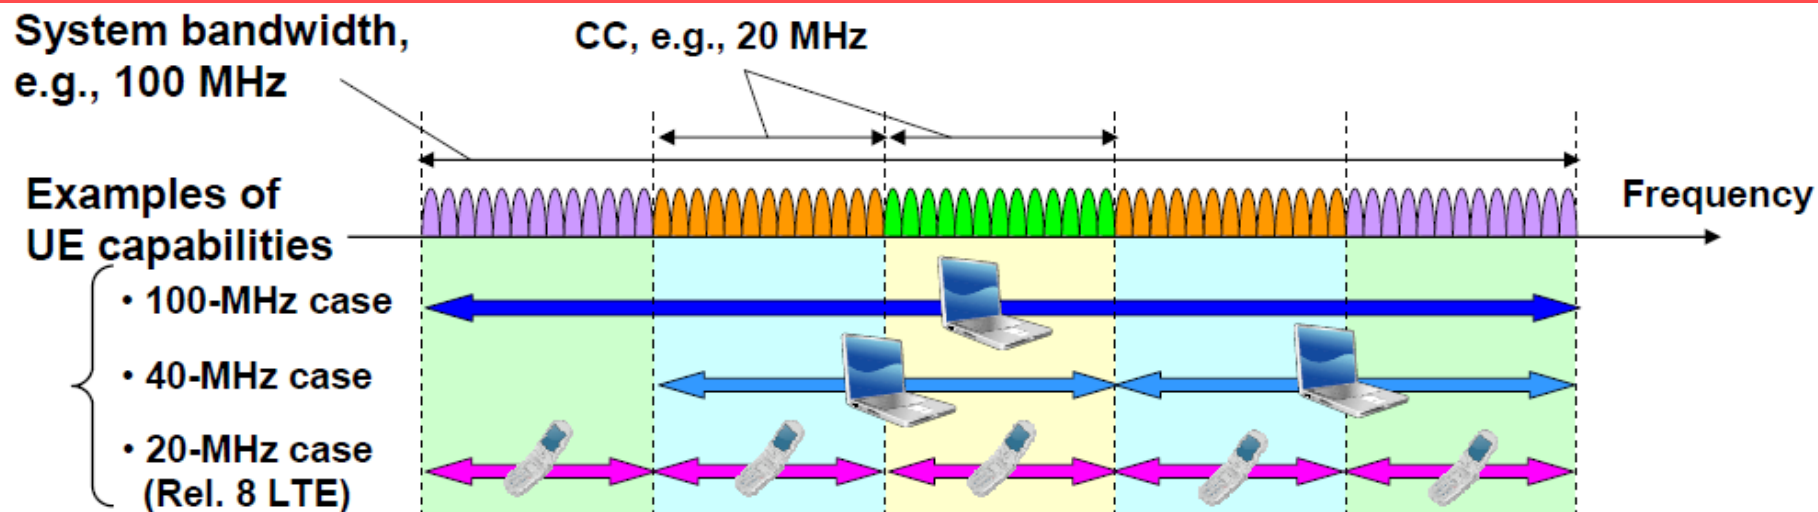 System bandwidth,
e.g., 100 MHz
CC, e.g., 20 MHz
Frequency
Examples of
UE capabilities
• 100-MHz case
• 40-MHz case
• 20-MHz case
(Rel. 8 LTE)